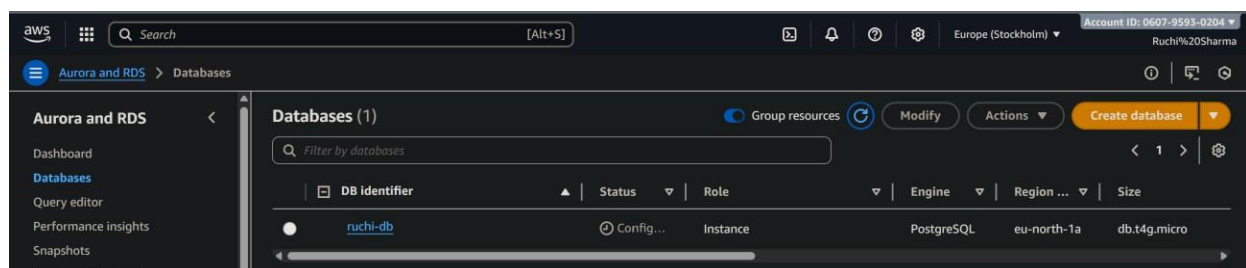 aws Search [Alt+S] Europe (Stockholm) Account ID: 0607-9593-0204
Ruchi%20Sharma
Aurora and RDS > Databases
Aurora and RDS
Dashboard
Databases
Query editor
Performance insights
Snapshots
Databases (1) Group resources Modify Actions Create database
Filter by databases 1
DB identifier Status Role Engine Region ... Size
ruchi-db Config... Instance PostgreSQL eu-north-1a db.t4g.micro